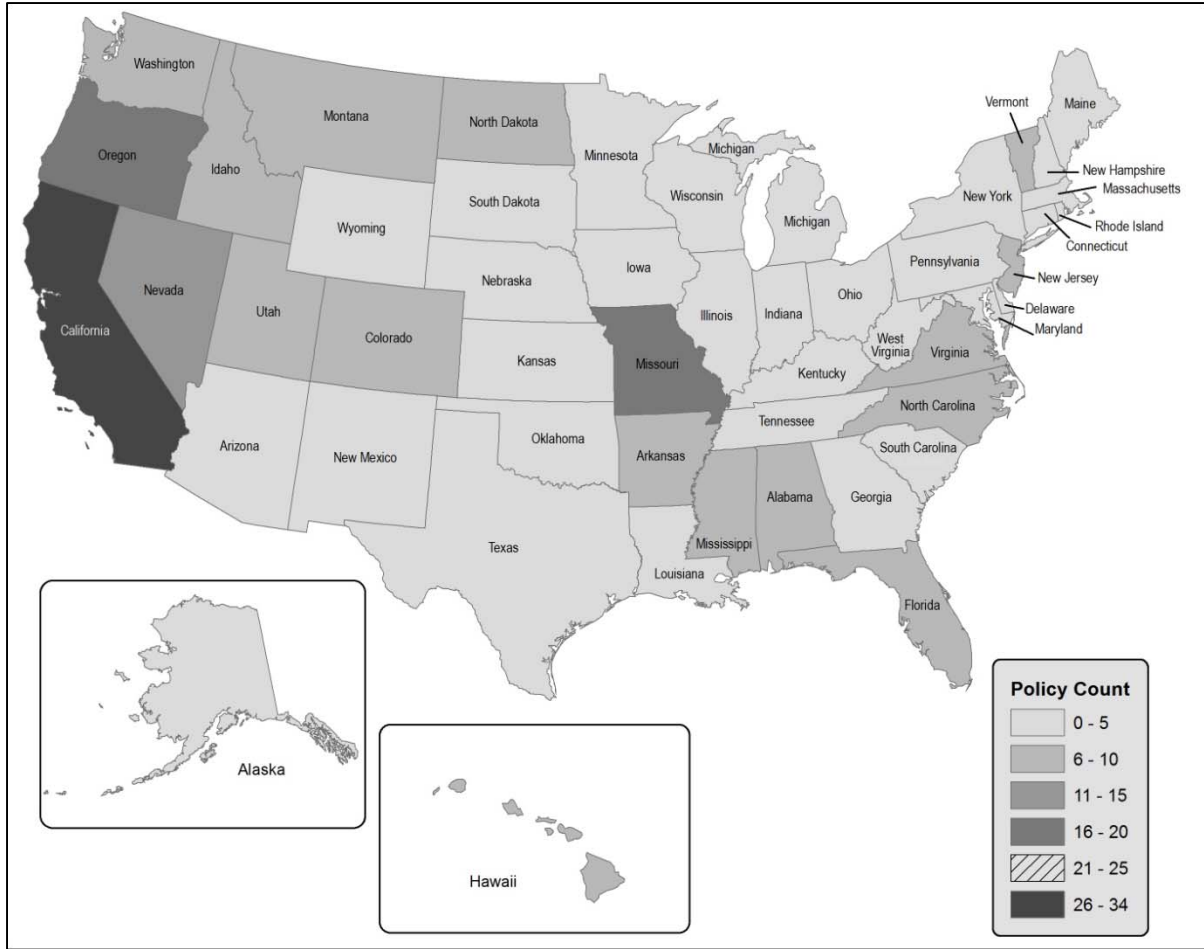 Washington
Montana
North Dakota
Minnesota
Michigan
Vermont
Maine
Oregon
Idaho
Wyoming
South Dakota
Wisconsin
Michigan
New York
New Hampshire
Massachusetts
Rhode Island
Connecticut
Nebraska
Iowa
Pennsylvania
New Jersey
Nevada
Utah
Colorado
Illinois
Indiana
Ohio
Delaware
Maryland
California
Kansas
Missouri
West
Virginia
Virginia
Kentucky
North Carolina
Arizona
New Mexico
Oklahoma
Arkansas
Tennessee
South Carolina
Texas
Mississippi
Alabama
Georgia
Louisiana
Florida
Alaska
Hawaii
Policy Count
0 - 5
6 - 10
11 - 15
16 - 20
21 - 25
26 - 34